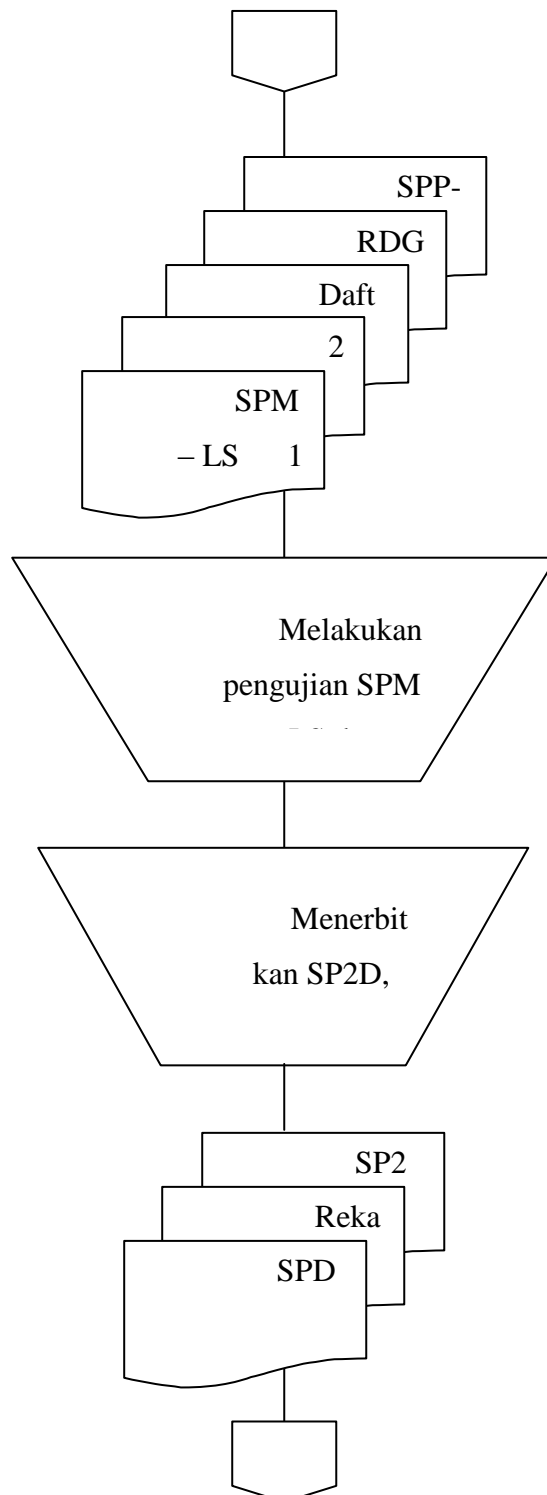 SPP-
RDG
Daft
2
SPM
– LS 1
Melakukan
pengujian SPM
Menerbit
kan SP2D,
SP2
Reka
SPD